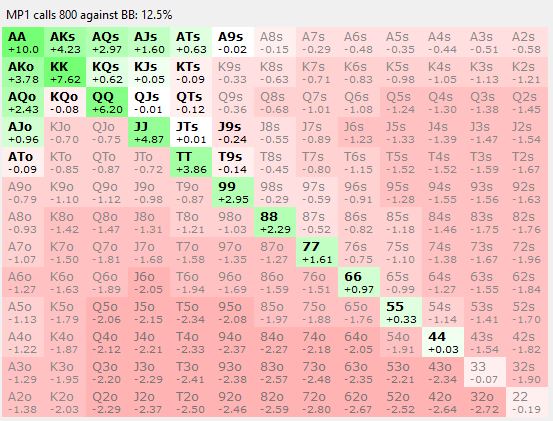 MP1 calls 800 against BB: 12.5%
AA AKs AQs AJs ATs A9s A8s A7s A6s A5s A4s A3s A2s
+10.0 +4.23 +2.97 +1.60 +0.63 -0.02 -0.15 -0.29 -0.48 -0.35 -0.44 -0.51 -0.58
AKo KK KQs KJs KTs K9s K8s K7s K6s K5s K4s K3s K2s
+3.78 +7.62 +0.62 +0.05 -0.09 -0.33 -0.63 -0.71 -0.83 -0.98 -1.05 -1.13 -1.21
AQo KQo QQ QJs QTs Q9s Q8s Q7s Q6s Q5s Q4s Q3s Q2s
+2.43 -0.08 +6.20 -0.01 -0.12 -0.36 -0.68 -1.01 -1.08 -1.24 -1.30 -1.38 -1.45
AJo KJo QJo JJ JTs J9s J8s J7s J6s J5s J4s J3s J2s
+0.96 -0.70 -0.75 +4.87 +0.01 -0.24 -0.55 -0.89 -1.23 -1.33 -1.39 -1.47 -1.54
ATo KTo QTo JTo TT T9s T8s T7s T6s T5s T4s T3s T2s
-0.09 -0.85 -0.87 -0.72 +3.86 -0.14 -0.45 -0.80 -1.15 -1.52 -1.52 -1.59 -1.67
A9o K9o Q9o J9o T9o 99 98s 97s 96s 95s 94s 93s 92s
-0.79 -1.10 -1.12 -0.98 -0.87 +2.95 -0.29 -0.59 -0.91 -1.28 -1.55 -1.56 -1.63
A8o K8o Q8o J8o T8o 98o 88 87s 86s 85s 84s 83s 82s
-0.93 -1.42 -1.47 -1.31 -1.21 -1.03 +2.29 -0.52 -0.82 -1.18 -1.46 -1.75 -1.76
A7o K7o Q7o J7o T7o 97o 87o 77 76s 75s 74s 73s 72s
-1.07 -1.50 -1.81 -1.68 -1.58 -1.35 -1.27 +1.61 -0.75 -1.10 -1.38 -1.67 -1.96
A6o K6o Q6o J6o T6o 96o 86o 76o 66 65s 64s 63s 62s
-1.27 -1.63 -1.89 -2.05 -1.94 -1.69 -1.59 -1.51 +0.97 -0.99 -1.27 -1.55 -1.84
A5o K5o Q5o J5o T5o 95o 85o 75o 65o 55 54s 53s 52s
-1.13 -1.79 -2.06 -2.15 -2.34 -2.08 -1.97 -1.88 -1.76 +0.33 -1.14 -1.41 -1.70
A4o K4o Q4o J4o T4o 94o 84o 74o 64o 54o 44 43s 42s
-1.22 -1.87 -2.12 -2.21 -2.33 -2.37 -2.27 -2.18 -2.05 -1.91 +0.03 -1.54 -1.82
A3o K3o Q3o J3o T3o 93o 83o 73o 63o 53o 43o 33 32s
-1.29 -1.95 -2.20 -2.29 -2.41 -2.38 -2.57 -2.48 -2.35 -2.21 -2.34 -0.07 -1.90
A2o K2o Q2o J2o T2o 92o 82o 72o 62o 52o 42o 32o 22
-1.38 -2.03 -2.29 -2.37 -2.50 -2.46 -2.59 -2.80 -2.67 -2.52 -2.64 -2.72 -0.19